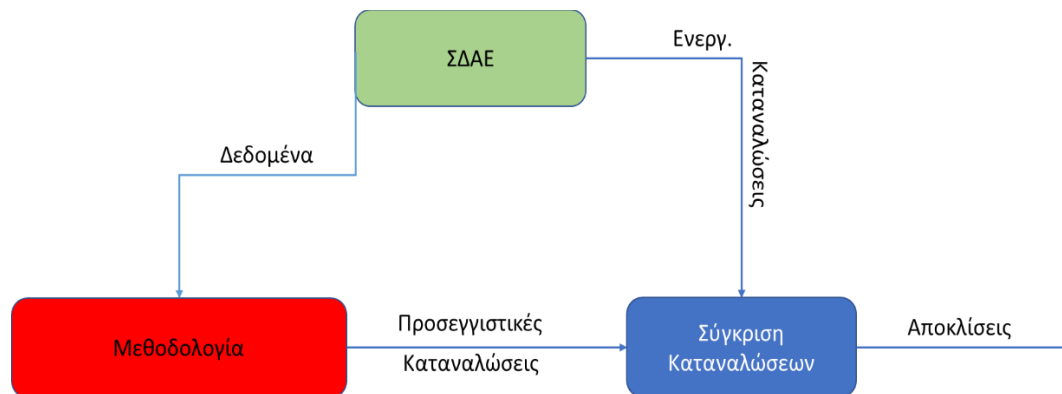 ΣΔΑΕ
Ενεργ.
Καταναλώσεις
Δεδομένα
Μεθοδολογία
Προσεγγιστικές
Καταναλώσεις
Σύγκριση
Καταναλώσεων
Αποκλίσεις